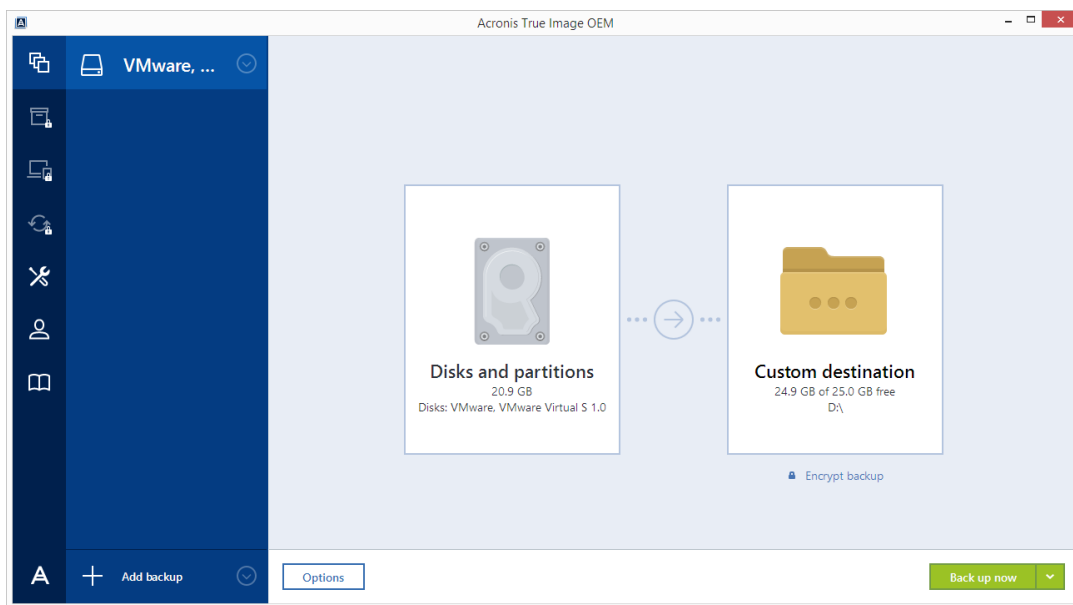 Acronis True Image OEM
VMware, ...
Disks and partitions
20.9 GB
Disks: VMware, VMware Virtual S 1.0
Custom destination
24.9 GB of 25.0 GB free
D:\
Encrypt backup
Add backup
Options
Back up now